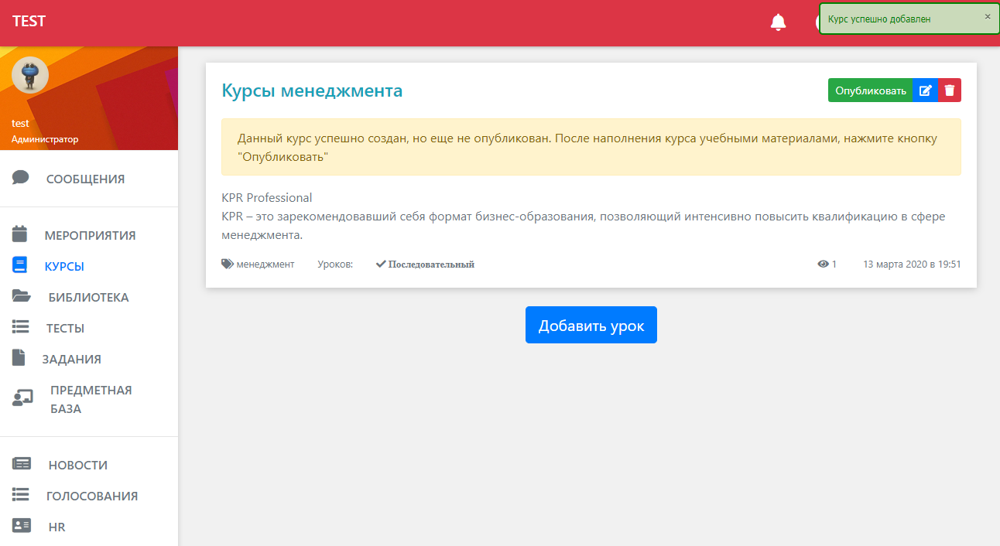 TEST
Курс успешно добавлен
×
test
Администратор
СООБЩЕНИЯ
МЕРОПРИЯТИЯ
КУРСЫ
БИБЛИОТЕКА
ТЕСТЫ
ЗАДАНИЯ
ПРЕДМЕТНАЯ
БАЗА
НОВОСТИ
ГОЛОСОВАНИЯ
HR
Курсы менеджмента
Опубликовать
Данный курс успешно создан, но еще не опубликован. После наполнения курса учебными материалами, нажмите кнопку
"Опубликовать"
KPR Professional
KPR – это зарекомендовавший себя формат бизнес-образования, позволяющий интенсивно повысить квалификацию в сфере
менеджмента.
менеджмент Уроков: Последовательный 1 13 марта 2020 в 19:51
Добавить урок